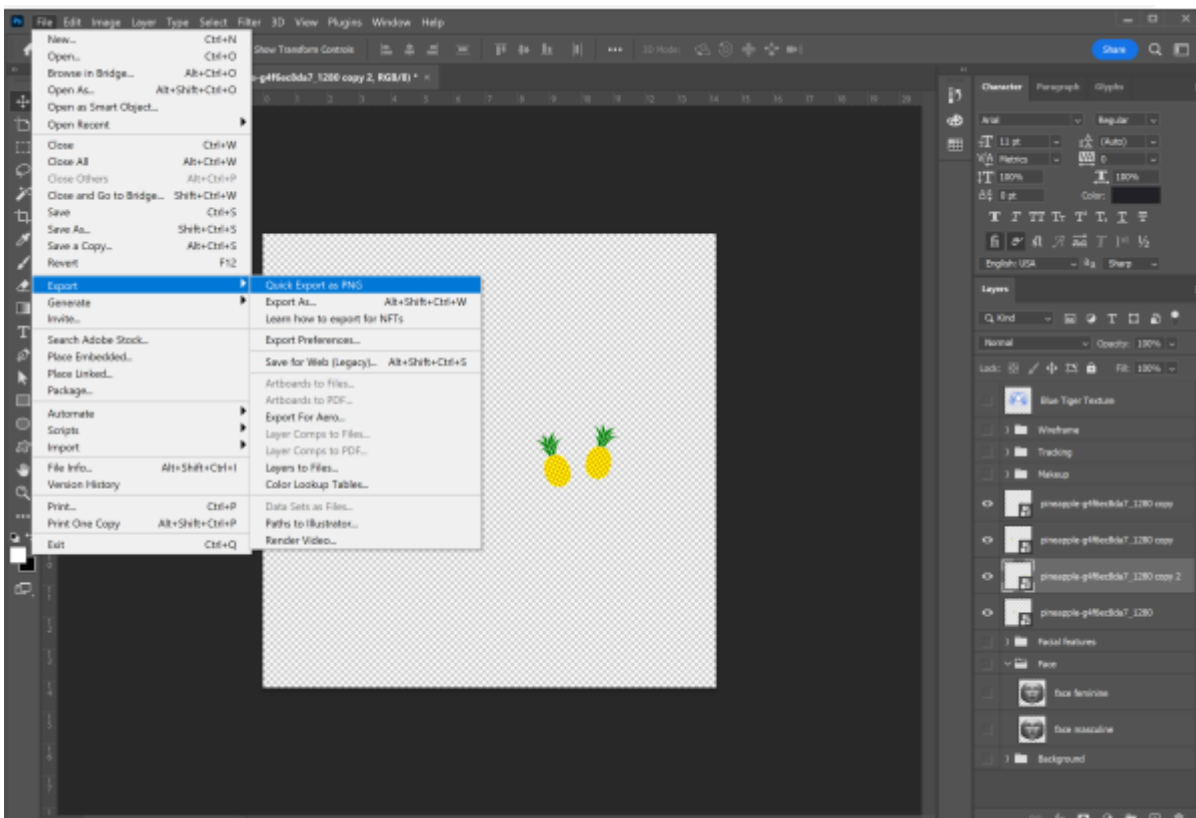 Ps File Edit Image Layer Type Select Filter 3D View Plugins Window Help
Show Transform Controls
3D Mode:
Share
copy 2, RGB/8) * ×
New... Ctrl+N
Open... Ctrl+O
Browse in Bridge... Alt+Ctrl+O
Open As... Alt+Shift+Ctrl+O
Open as Smart Object...
Open Recent
Close Ctrl+W
Close All Alt+Ctrl+W
Close Others Alt+Ctrl+P
Close and Go to Bridge... Shift+Ctrl+W
Save Ctrl+S
Save As... Shift+Ctrl+S
Save a Copy... Alt+Ctrl+S
Revert F12
Export
Generate
Invite...
Search Adobe Stock...
Place Embedded...
Place Linked...
Package...
Automate
Scripts
Import
File Info... Alt+Shift+Ctrl+I
Version History
Print... Ctrl+P
Print One Copy Alt+Shift+Ctrl+P
Exit Ctrl+Q
Quick Export as PNG
Export As... Alt+Shift+Ctrl+W
Learn how to export for NFTs
Export Preferences...
Save for Web (Legacy)... Alt+Shift+Ctrl+S
Artboards to Files...
Artboards to PDF...
Export For Aero...
Layer Comps to Files...
Layer Comps to PDF...
Layers to Files...
Color Lookup Tables...
Data Sets as Files...
Paths to Illustrator...
Render Video...
Character Paragraph Glyphs
Arial Regular
11 pt (Auto)
Metrics 0
100% 100%
0 pt Color:
English: USA Sharp
Layers
Kind
Normal Opacity: 100%
Lock: Fill: 100%
Blue Tiger Texture
Wireframe
Tracking
Makeup
copy
copy
copy 2
Facial features
Face
face feminine
face masculine
Background